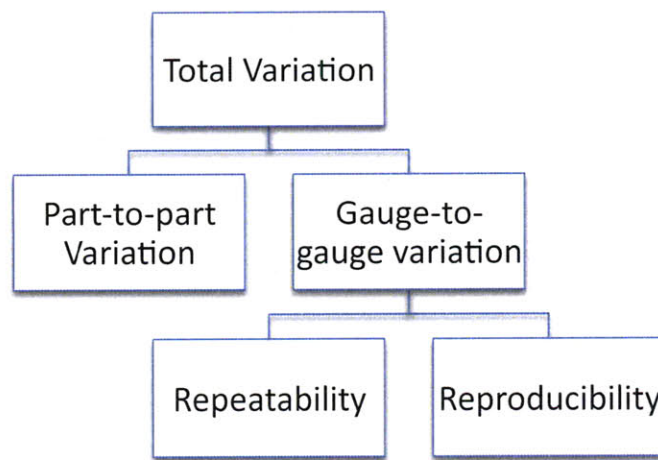 Total Variation
Part-to-part
Variation
Gauge-to-
gauge variation
Repeatability
Reproducibility